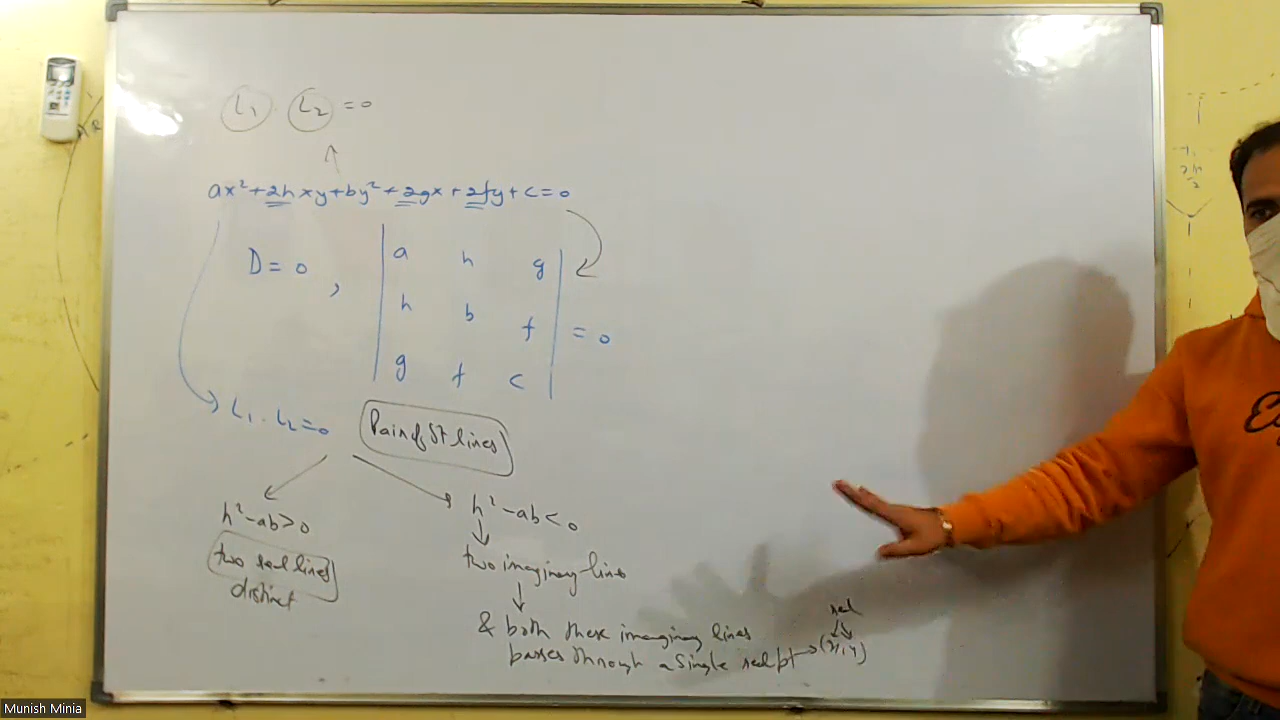 L₁ . L₂ = 0
ax² + 2hxy + by² + 2gx + 2fy + c = 0
D = 0 ,
a h g
h b f
g f c
= 0
L₁ . L₂ = 0
Pair of St lines
h² - ab > 0
two real lines
distinct
h² - ab < 0
two imaginary lines
& both these imaginary lines
passes through a single real pt → (x, y)
real
Munish Minia